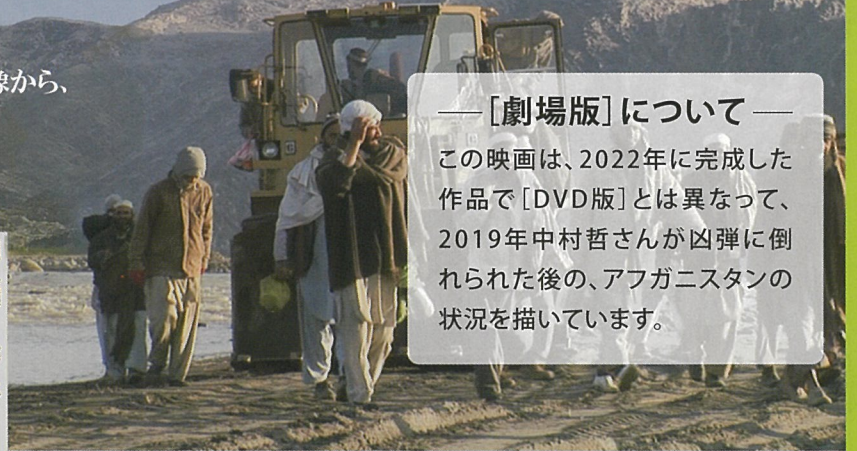 から、
［劇場版］について
この映画は、2022年に完成した
作品で［DVD版］とは異なって、
2019年中村哲さんが凶弾に倒
れられた後の、アフガニスタンの
状況を描いています。